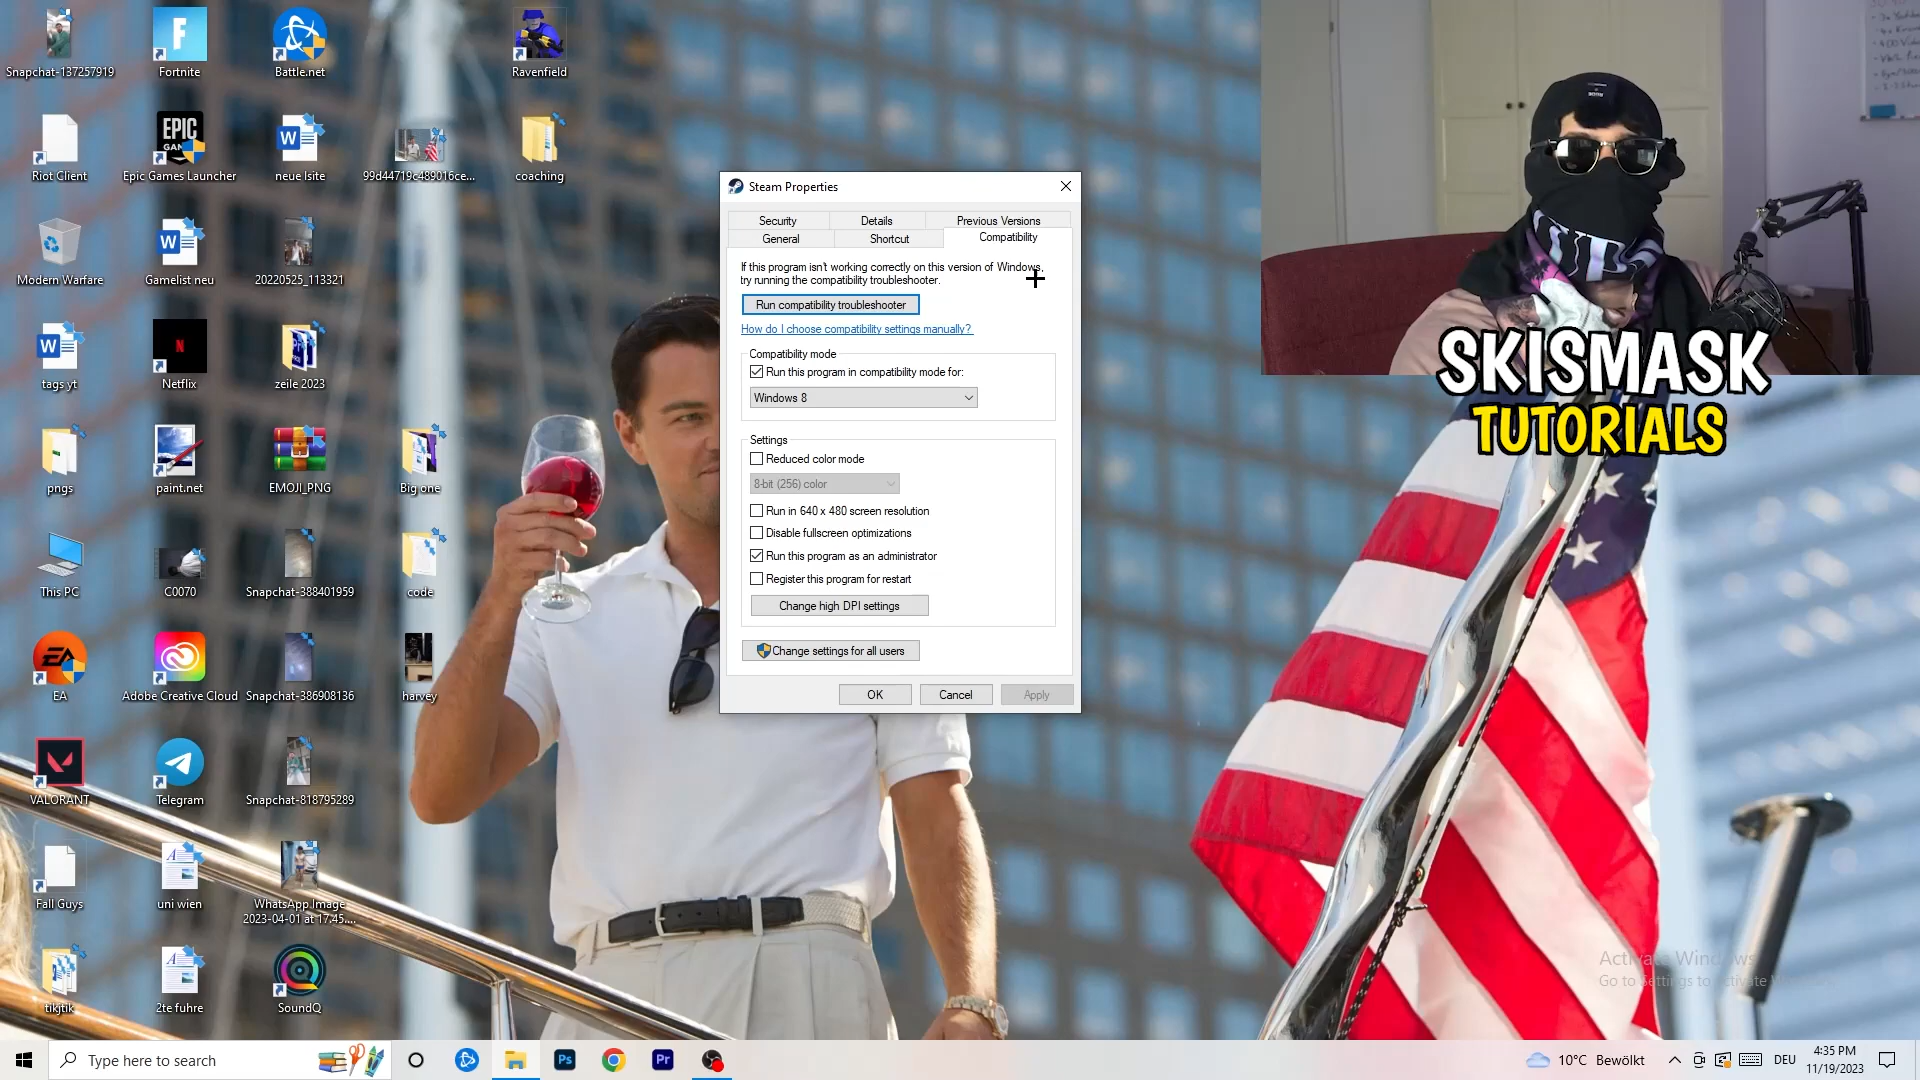 Snapchat-137257919
Fortnite
Battle.net
Ravenfield
Riot Client
EPIC
Epic Games Launcher
neue lsite
99d44719c489016ce...
coaching
Modern Warfare
Gamelist neu
20220525_113321
tags yt
N
Netflix
zeile 2023
pngs
paint.net
EMOJI_PNG
Big one
This PC
C0070
Snapchat-388401959
code
EA
EA
Adobe Creative Cloud
Snapchat-386908136
harvey
VALORANT
Telegram
Snapchat-818795289
Fall Guys
uni wien
WhatsApp Image
2023-04-01 at 17.45....
tikjtik
2te fuhre
SoundQ
Steam Properties
Security
Details
Previous Versions
General
Shortcut
Compatibility
If this program isn't working correctly on this version of Windows,
try running the compatibility troubleshooter.
Run compatibility troubleshooter
How do I choose compatibility settings manually?
Compatibility mode
Run this program in compatibility mode for:
Windows 8
Settings
Reduced color mode
8-bit (256) color
Run in 640 x 480 screen resolution
Disable fullscreen optimizations
Run this program as an administrator
Register this program for restart
Change high DPI settings
Change settings for all users
OK
Cancel
Apply
SKISMASK
TUTORIALS
Activate Windows
Go to Settings to activate
Type here to search
Ps
Pr
10°C Bewölkt
DEU
4:35 PM
11/19/2023